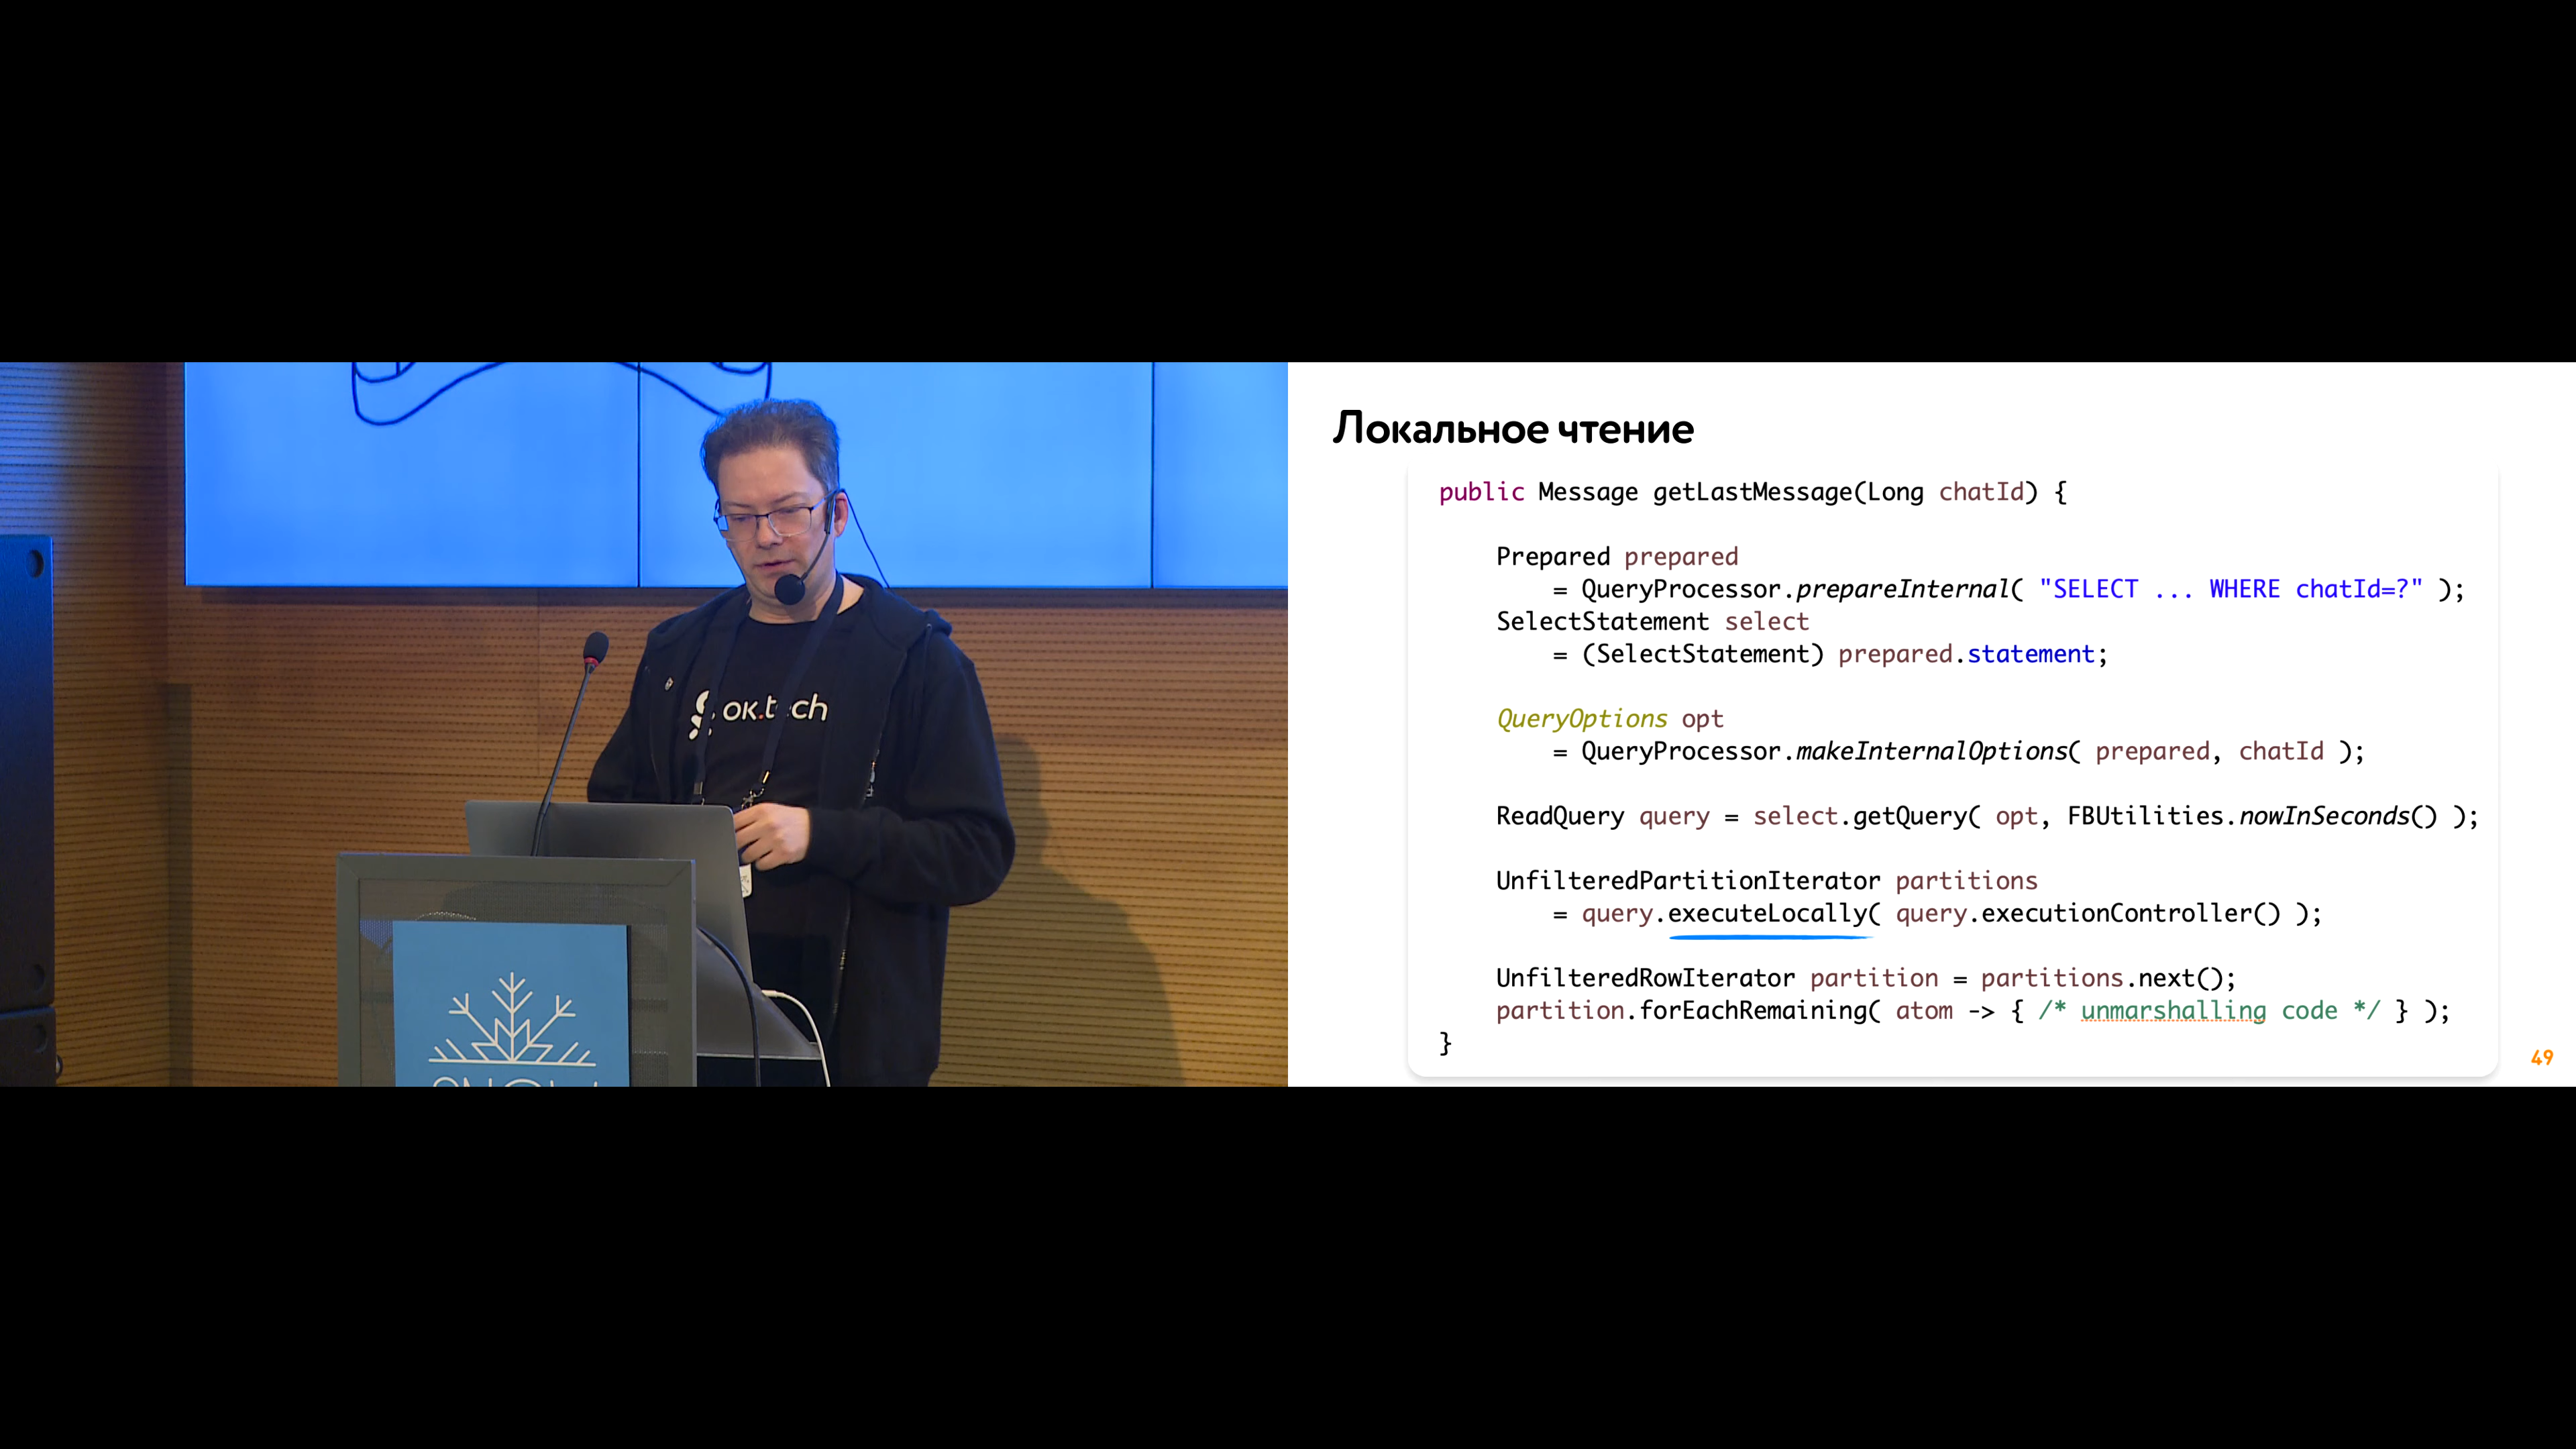 ok.tech
Локальное чтение
public Message getLastMessage(Long chatId) {
Prepared prepared
= QueryProcessor.prepareInternal( "SELECT ... WHERE chatId=?" );
SelectStatement select
= (SelectStatement) prepared.statement;
QueryOptions opt
= QueryProcessor.makeInternalOptions( prepared, chatId );
ReadQuery query = select.getQuery( opt, FBUtilities.nowInSeconds() );
UnfilteredPartitionIterator partitions
= query.executeLocally( query.executionController() );
UnfilteredRowIterator partition = partitions.next();
partition.forEachRemaining( atom -> { /* unmarshalling code */ } );
}
49